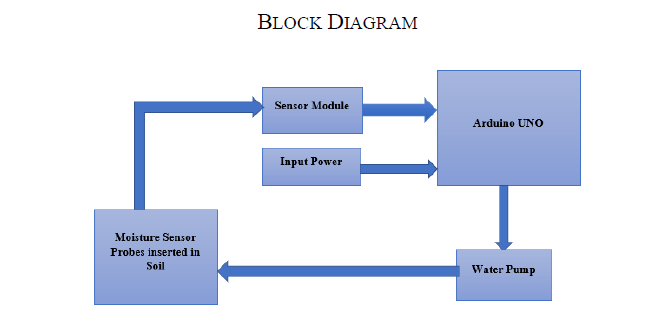 BLOCK DIAGRAM
Sensor Module
Arduino UNO
Input Power
Moisture Sensor
Probes inserted in
Soil
Water Pump